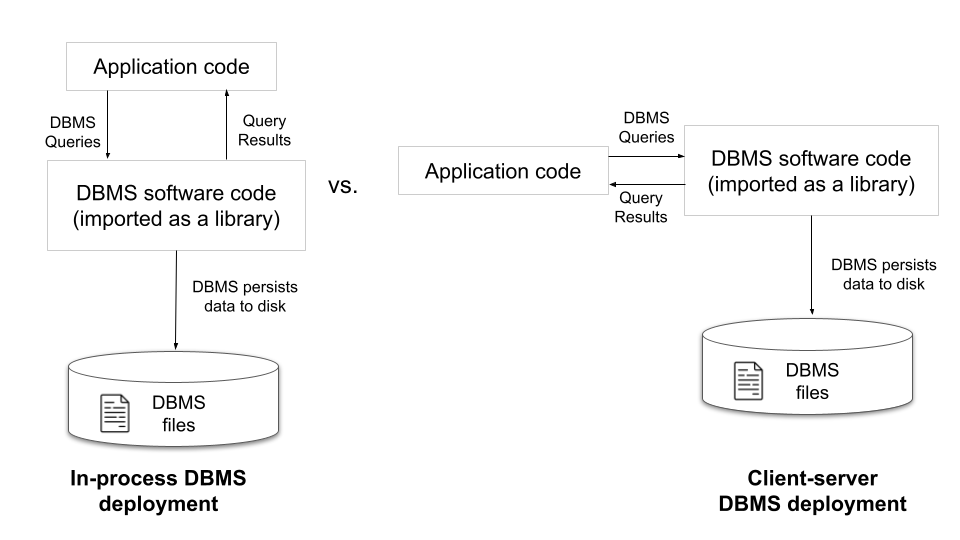 Application code
DBMS
Queries
Query
Results
DBMS software code
(imported as a library)
DBMS persists
data to disk
DBMS
files
In-process DBMS
deployment
vs.
Application code
DBMS
Queries
Query
Results
DBMS software code
(imported as a library)
DBMS persists
data to disk
DBMS
files
Client-server
DBMS deployment